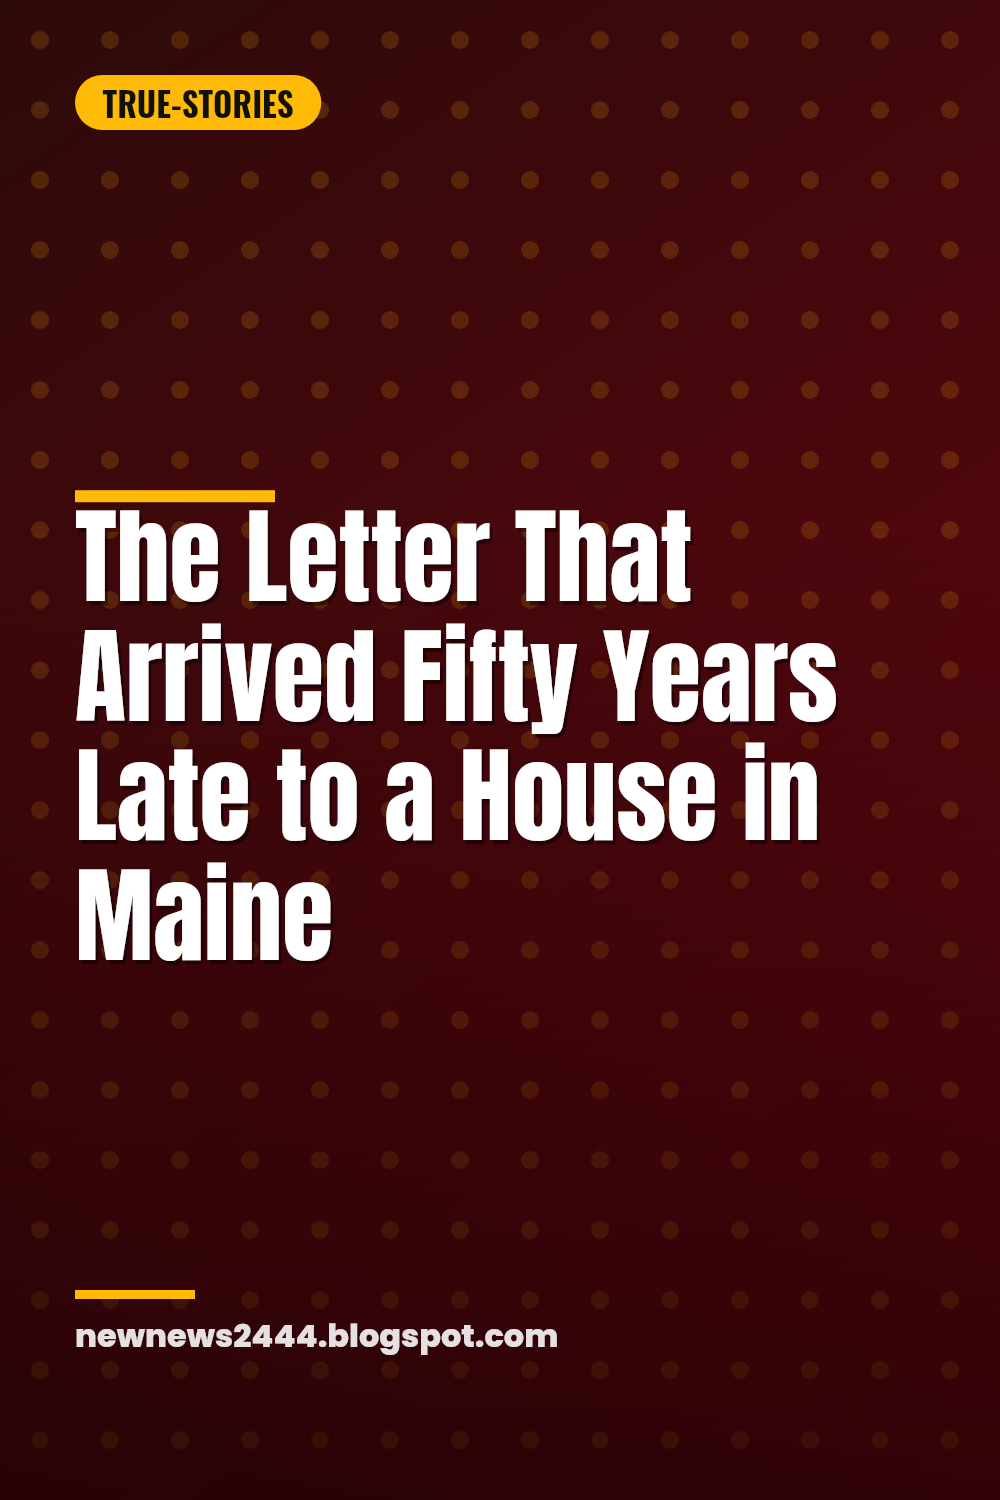 TRUE-STORIES
The Letter That
Arrived Fifty Years
Late to a House in
Maine
newnews2444.blogspot.com